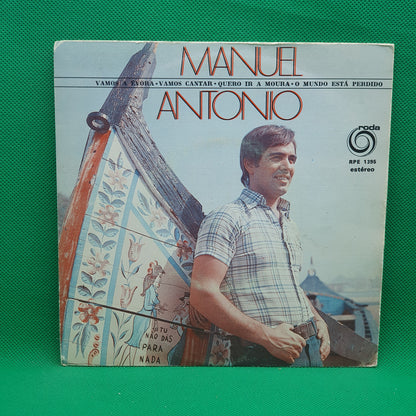 MANUEL
VAMOS A ÉVORA · VAMOS CANTAR · QUERO IR A MOURA · O MUNDO ESTÁ PERDIDO
ANTONIO
roda
RPE 1395
estéreo
TU
NÃO DAS
PARA
NADA